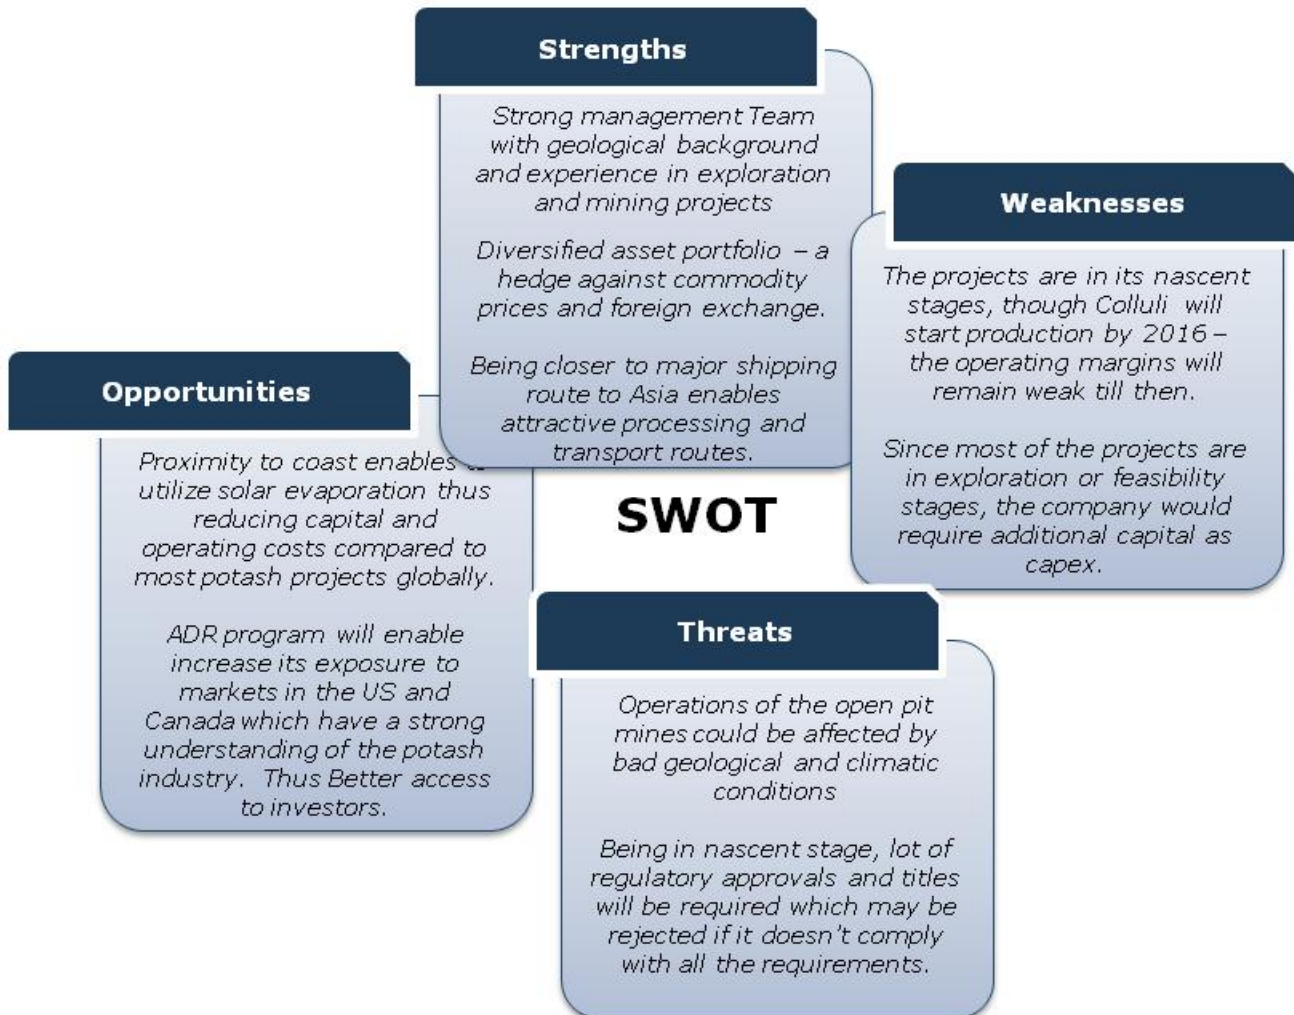 Strengths
Strong management Team
with geological background
and experience in exploration
and mining projects
Diversified asset portfolio – a
hedge against commodity
prices and foreign exchange.
Being closer to major shipping
route to Asia enables
attractive processing and
transport routes.
Weaknesses
The projects are in its nascent
stages, though Colluli will
start production by 2016 –
the operating margins will
remain weak till then.
Since most of the projects are
in exploration or feasibility
stages, the company would
require additional capital as
capex.
Opportunities
Proximity to coast enables
utilize solar evaporation thus
reducing capital and
operating costs compared to
most potash projects globally.
ADR program will enable
increase its exposure to
markets in the US and
Canada which have a strong
understanding of the potash
industry. Thus Better access
to investors.
SWOT
Threats
Operations of the open pit
mines could be affected by
bad geological and climatic
conditions
Being in nascent stage, lot of
regulatory approvals and titles
will be required which may be
rejected if it doesn't comply
with all the requirements.